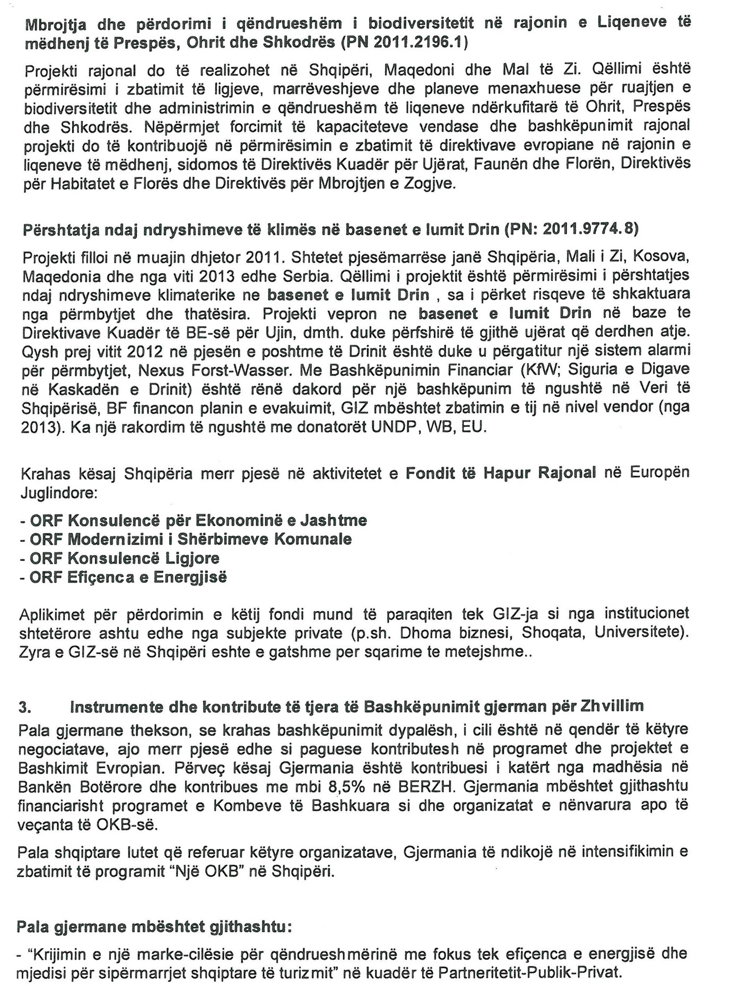 Mbrojtja dhe përdorimi i qëndrueshëm i biodiversitetit në rajonin e Liqeneve të
mëdhenj të Prespës, Ohrit dhe Shkodrës (PN 2011.2196.1)
Projekti rajonal do të realizohet në Shqipëri, Maqedoni dhe Mal të Zi. Qëllimi është
përmirësimi i zbatimit të ligjeve, marrëveshjeve dhe planeve menaxhuese për ruajtjen e
biodiversitetit dhe administrimin e qëndrueshëm të liqeneve ndërkufitarë të Ohrit, Prespës
dhe Shkodrës. Nëpërmjet forcimit të kapaciteteve vendase dhe bashkëpunimit rajonal
projekti do të kontribuojë në përmirësimin e zbatimit të direktivave evropiane në rajonin e
liqeneve të mëdhenj, sidomos të Direktivës Kuadër për Ujërat, Faunën dhe Florën, Direktivës
për Habitatet e Florës dhe Direktivës për Mbrojtjen e Zogjve.
Përshtatja ndaj ndryshimeve të klimës në basenet e lumit Drin (PN: 2011.9774.8)
Projekti filloi në muajin dhjetor 2011. Shtetet pjesëmarrëse janë Shqipëria, Mali i Zi, Kosova,
Maqedonia dhe nga viti 2013 edhe Serbia. Qëllimi i projektit është përmirësimi i përshtatjes
ndaj ndryshimeve klimaterike ne basenet e lumit Drin , sa i përket risqeve të shkaktuara
nga përmbytjet dhe thatësira. Projekti vepron ne basenet e lumit Drin në baze te
Direktivave Kuadër të BE-së për Ujin, dmth. duke përfshirë të gjithë ujërat që derdhen atje.
Qysh prej vitit 2012 në pjesën e poshtme të Drinit është duke u përgatitur një sistem alarmi
për përmbytjet, Nexus Forst-Wasser. Me Bashkëpunimin Financiar (KfW; Siguria e Digave
në Kaskadën e Drinit) është rënë dakord për një bashkëpunim të ngushtë në Veri të
Shqipërisë, BF financon planin e evakuimit, GIZ mbështet zbatimin e tij në nivel vendor (nga
2013). Ka një rakordim të ngushtë me donatorët UNDP, WB, EU.
Krahas kësaj Shqipëria merr pjesë në aktivitetet e Fondit të Hapur Rajonal në Europën
Juglindore:
- ORF Konsulencë për Ekonominë e Jashtme
- ORF Modernizimi i Shërbimeve Komunale
- ORF Konsulencë Ligjore
- ORF Efiçenca e Energjisë
Aplikimet për përdorimin e këtij fondi mund të paraqiten tek GIZ-ja si nga institucionet
shtetërore ashtu edhe nga subjekte private (p.sh. Dhoma biznesi, Shoqata, Universitete).
Zyra e GIZ-së në Shqipëri eshte e gatshme per sqarime te metejshme..
3. Instrumente dhe kontribute të tjera të Bashkëpunimit gjerman për Zhvillim
Pala gjermane thekson, se krahas bashkëpunimit dypalësh, i cili është në qendër të këtyre
negociatave, ajo merr pjesë edhe si paguese kontributesh në programet dhe projektet e
Bashkimit Evropian. Përveç kësaj Gjermania është kontribuesi i katërt nga madhësia në
Bankën Botërore dhe kontribues me mbi 8,5% në BERZH. Gjermania mbështet gjithashtu
financiarisht programet e Kombeve të Bashkuara si dhe organizatat e nënvarura apo të
veçanta të OKB-së.
Pala shqiptare lutet që referuar këtyre organizatave, Gjermania të ndikojë në intensifikimin e
zbatimit të programit “Një OKB” në Shqipëri.
Pala gjermane mbështet gjithashtu:
- “Krijimin e një marke-cilësie për qëndrueshmërinë me fokus tek efiçenca e energjisë dhe
mjedisi për sipërmarrjet shqiptare të turizmit” në kuadër të Partneritetit-Publik-Privat.